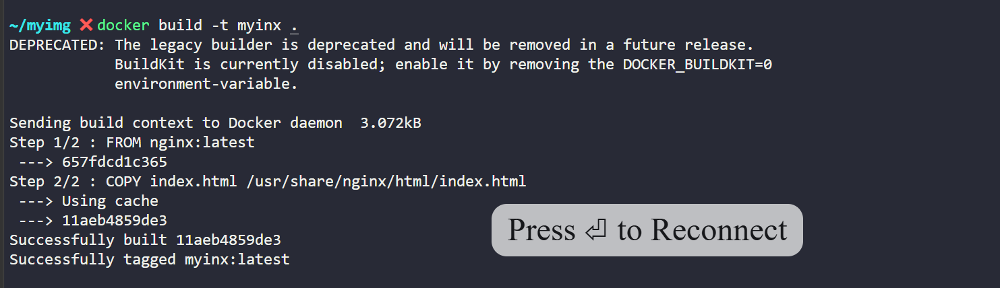 ~/myimg ❌ docker build -t myinx .
DEPRECATED: The legacy builder is deprecated and will be removed in a future release.
BuildKit is currently disabled; enable it by removing the DOCKER_BUILDKIT=0
environment-variable.
Sending build context to Docker daemon  3.072kB
Step 1/2 : FROM nginx:latest
---> 657fdcd1c365
Step 2/2 : COPY index.html /usr/share/nginx/html/index.html
---> Using cache
---> 11aeb4859de3
Successfully built 11aeb4859de3
Successfully tagged myinx:latest
Press ⏎ to Reconnect